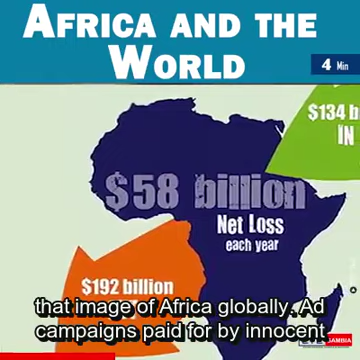 AFRICA AND THE
WORLD
4 Min
$134 b
IN
$58 billion
Net Loss
each year
$192 billion
that image of Africa globally. Ad
campaigns paid for by innocent
GAMBIA